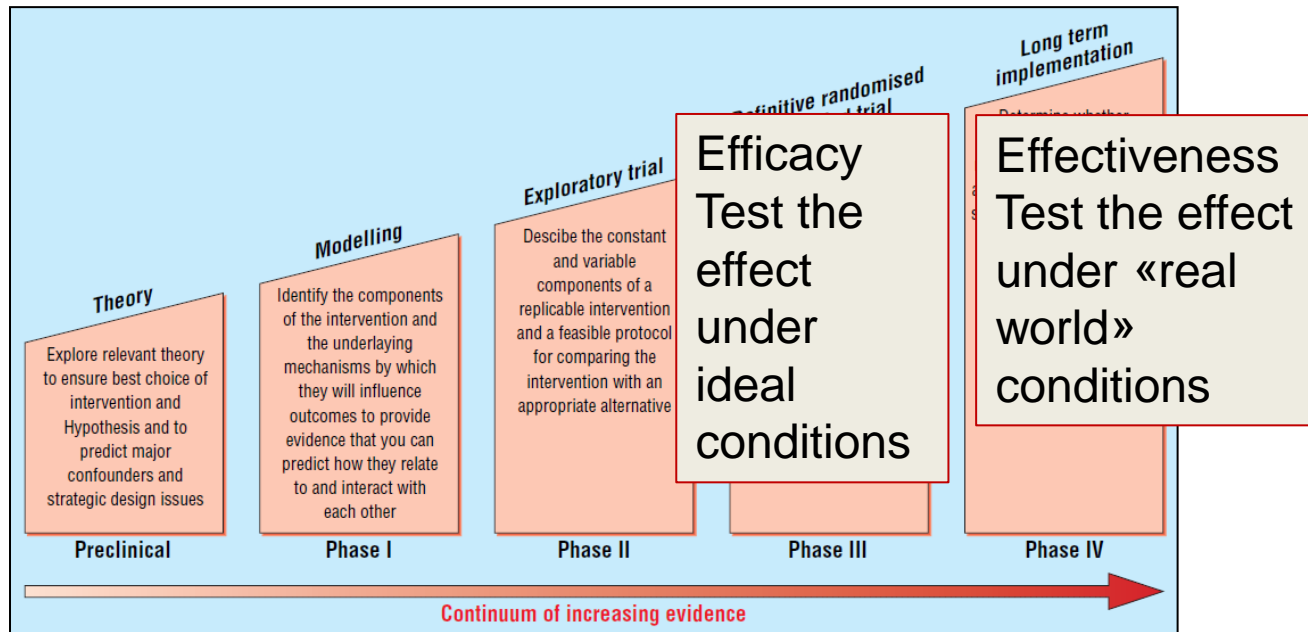 Theory
Explore relevant theory
to ensure best choice of
intervention and
Hypothesis and to
predict major
confounders and
strategic design issues
Preclinical
Modelling
Identify the components
of the intervention and
the underlaying
mechanisms by which
they will influence
outcomes to provide
evidence that you can
predict how they relate
to and interact with
each other
Phase I
Exploratory trial
Descibe the constant
and variable
components of a
replicable intervention
and a feasible protocol
for comparing the
intervention with an
appropriate alternative
Phase II
Definitive randomised
trial
Efficacy
Test the
effect
under
ideal
conditions
Phase III
Long term
implementation
Determine whether
Effectiveness
Test the effect
under «real
world»
conditions
Phase IV
Continuum of increasing evidence